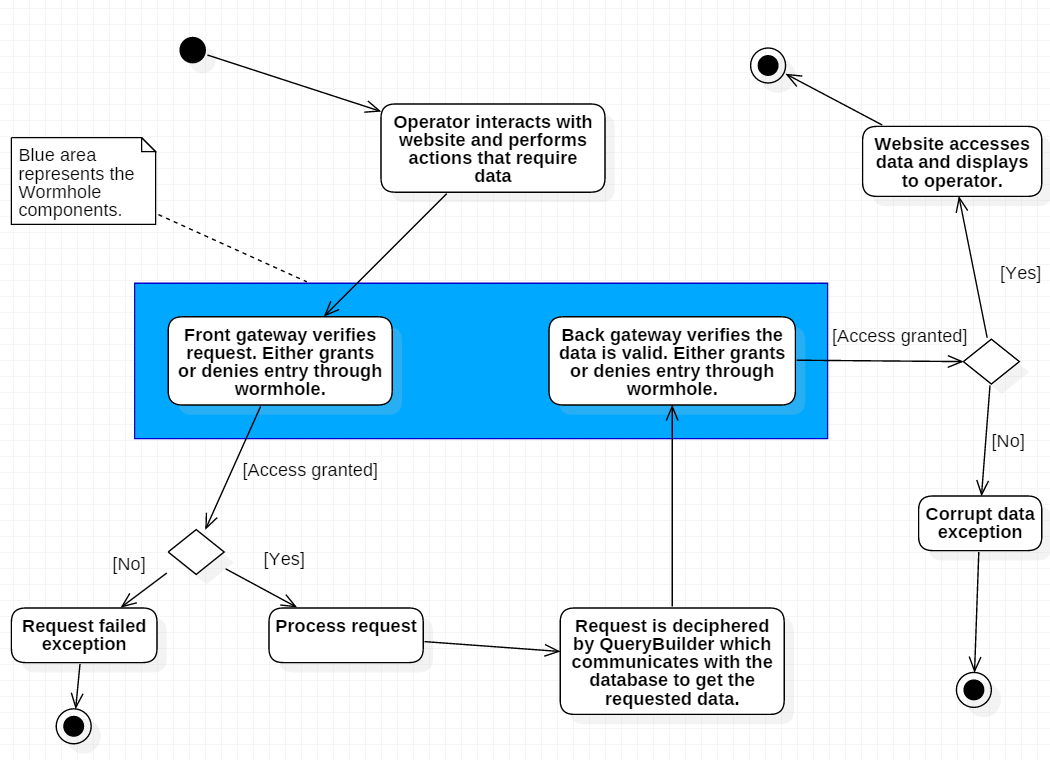 Operator interacts with
website and performs
actions that require
data
Blue area
represents the
Wormhole
components.
Front gateway verifies
request. Either grants
or denies entry through
wormhole.
[Access granted]
[No]
[Yes]
Request failed
exception
Process request
Request is deciphered
by QueryBuilder which
communicates with the
database to get the
requested data.
Back gateway verifies the
data is valid. Either grants
or denies entry through
wormhole.
[Access granted]
[Yes]
Website accesses
data and displays
to operator.
[No]
Corrupt data
exception